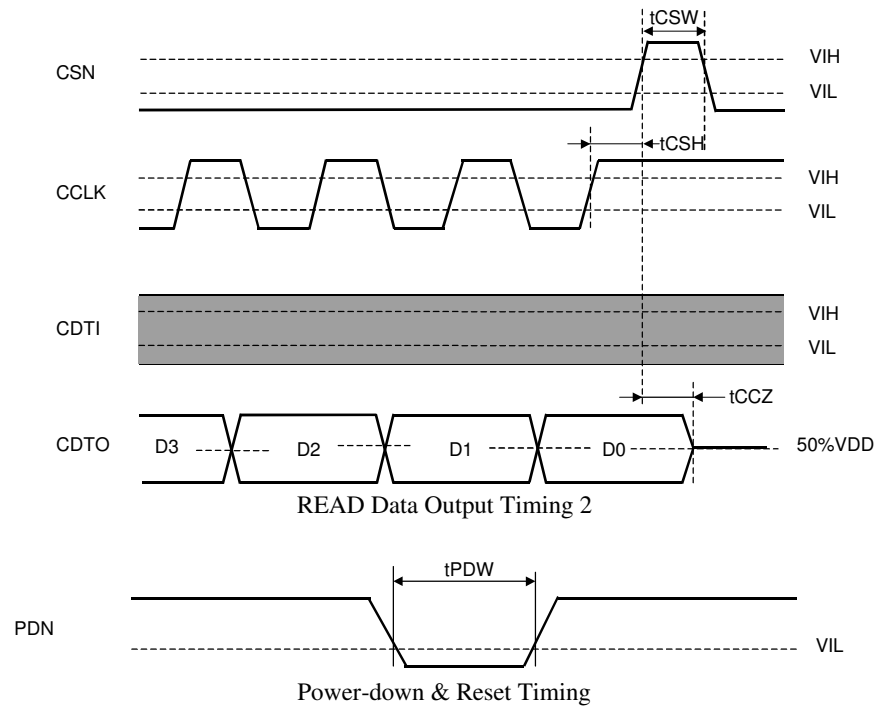 tCSW
CSN
VIH
VIL
tCSH
CCLK
VIH
VIL
CDTI
VIH
VIL
tCCZ
CDTO
D3
D2
D1
D0
50%VDD
READ Data Output Timing 2
tPDW
PDN
VIL
Power-down & Reset Timing